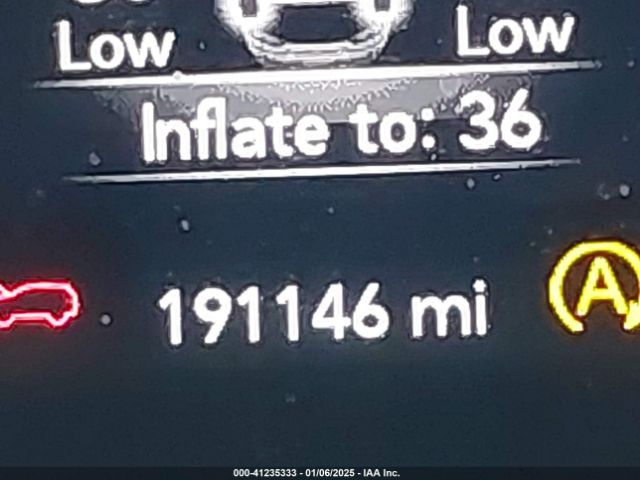 Low Low
Inflate to: 36
191146 mi
A
000-41235333 - 01/06/2025 - IAA Inc.